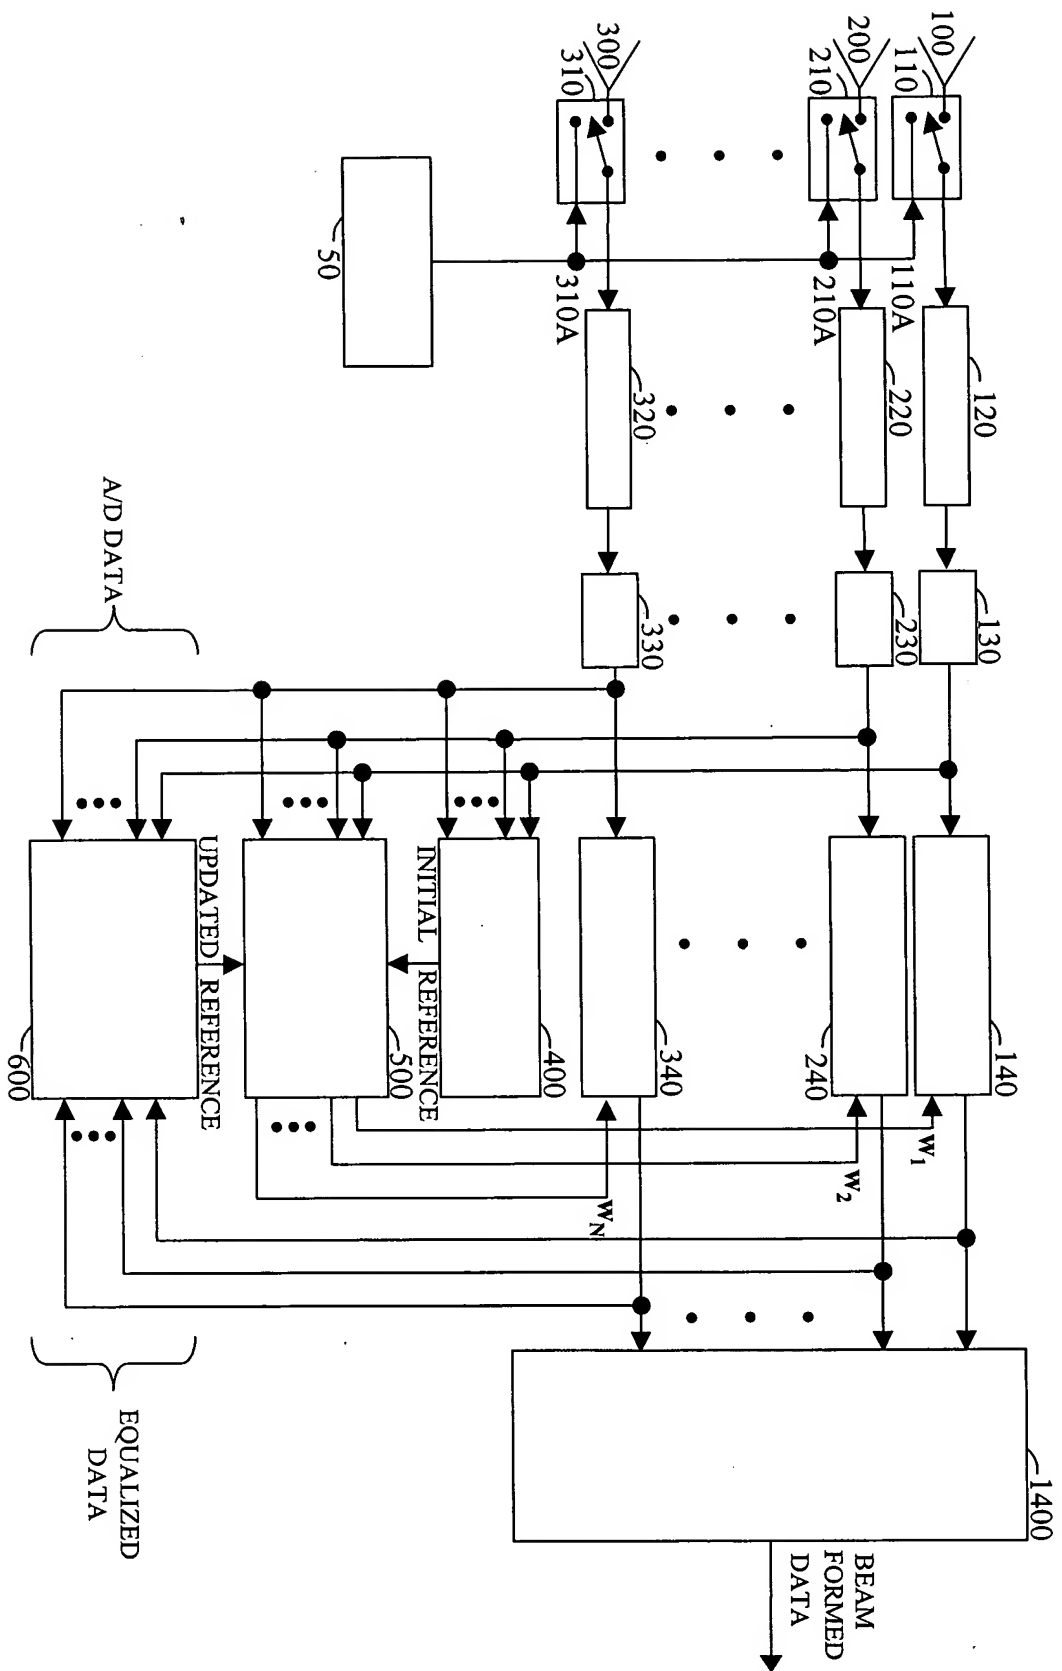 100
110
110A
120
130
140
W1
1400
200
210
210A
220
230
240
W2
300
310
310A
320
330
340
WN
BEAM
FORMED
DATA
50
400
INITIAL REFERENCE
500
UPDATED REFERENCE
600
A/D DATA
EQUALIZED
DATA